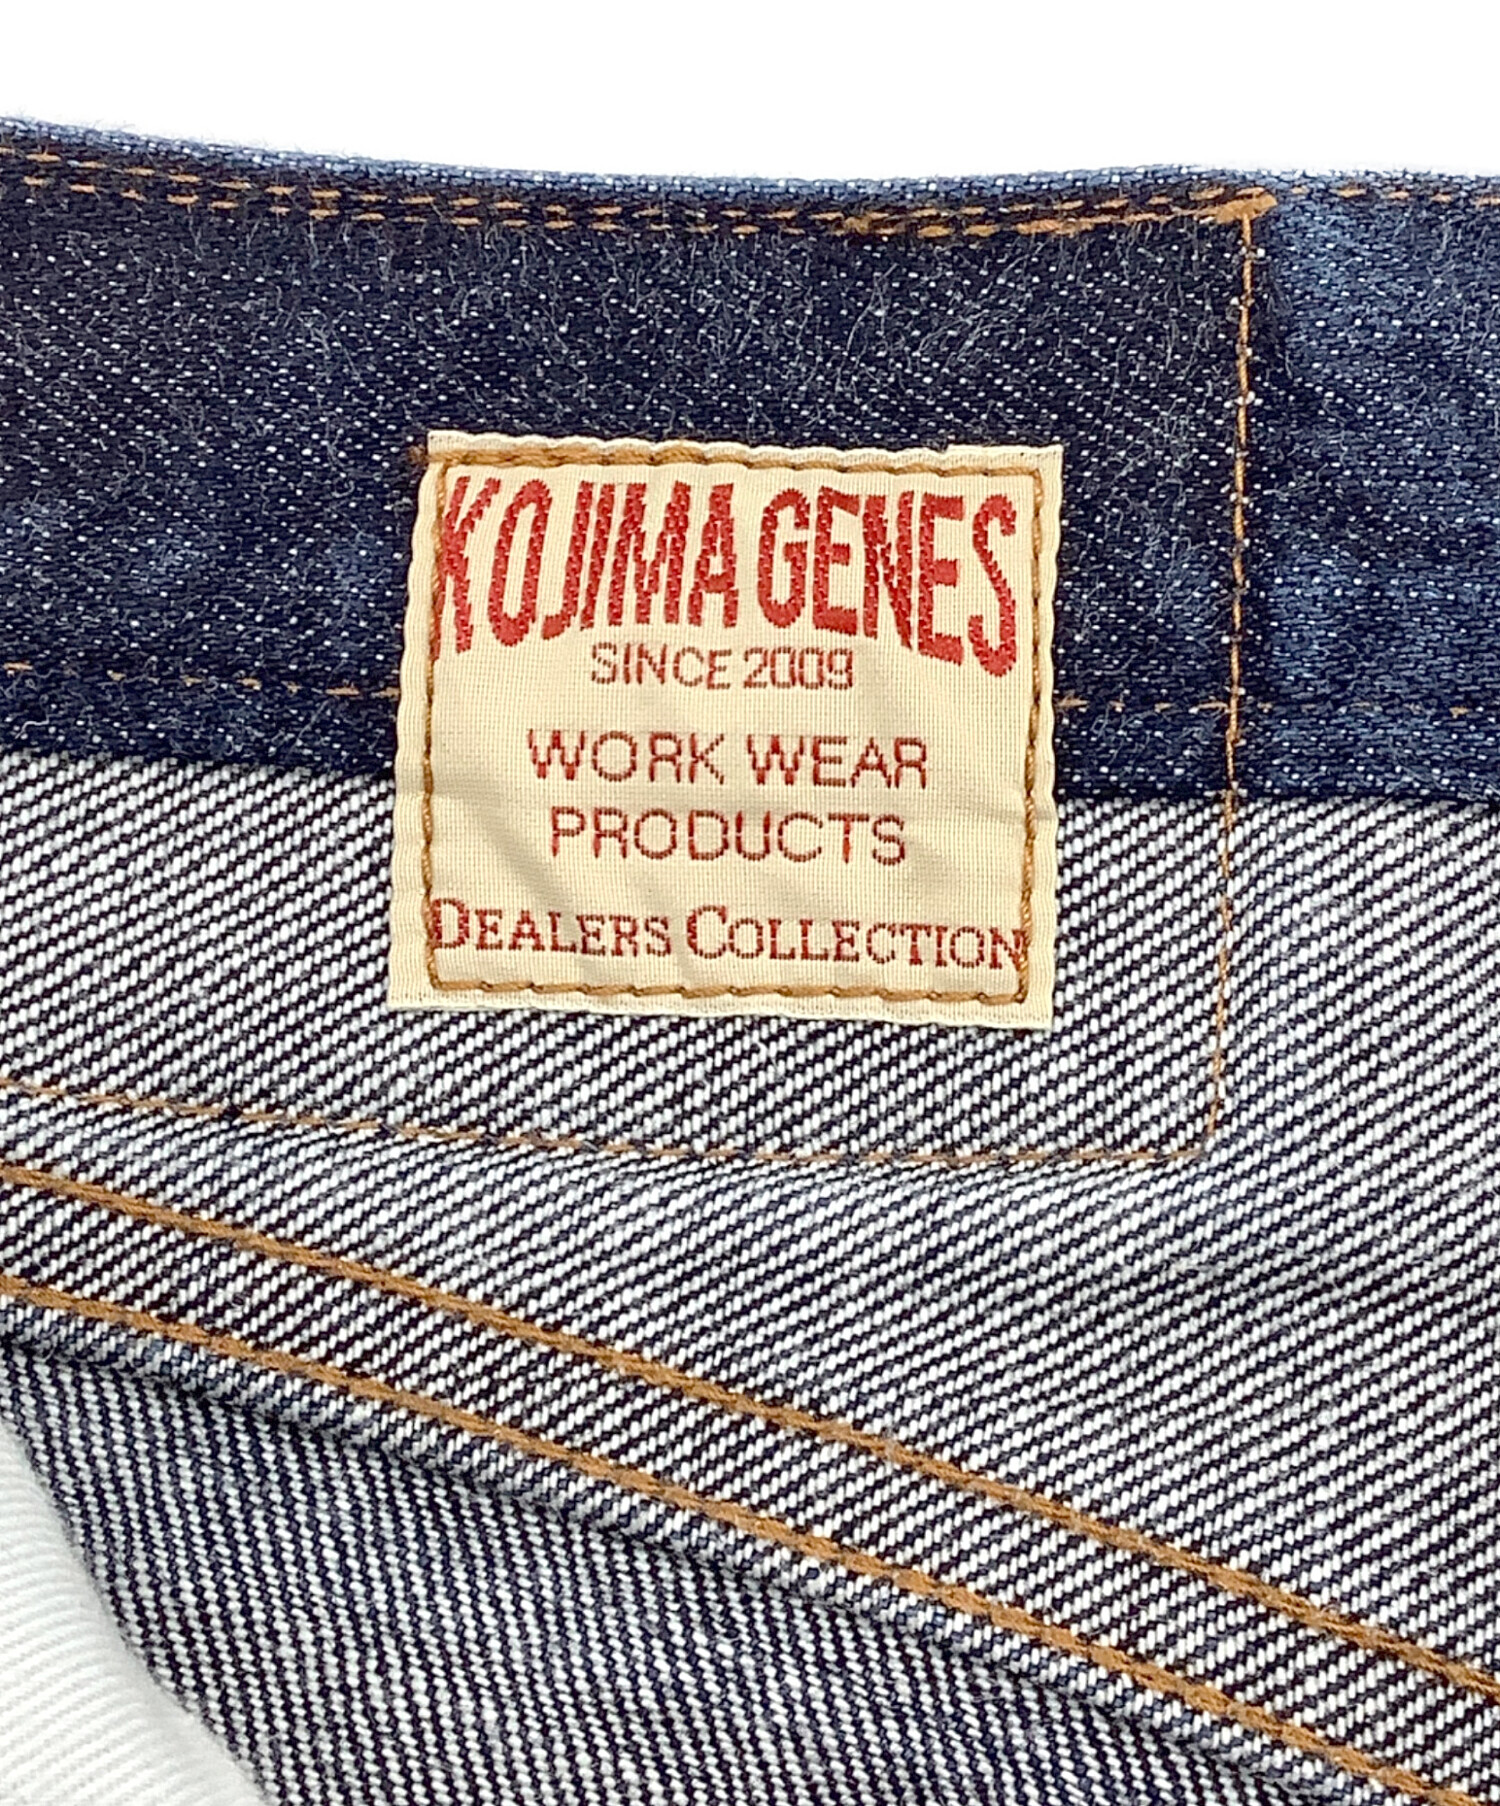 KOJIMA GENES
SINCE 2009
WORK WEAR
PRODUCTS
DEALERS COLLECTION